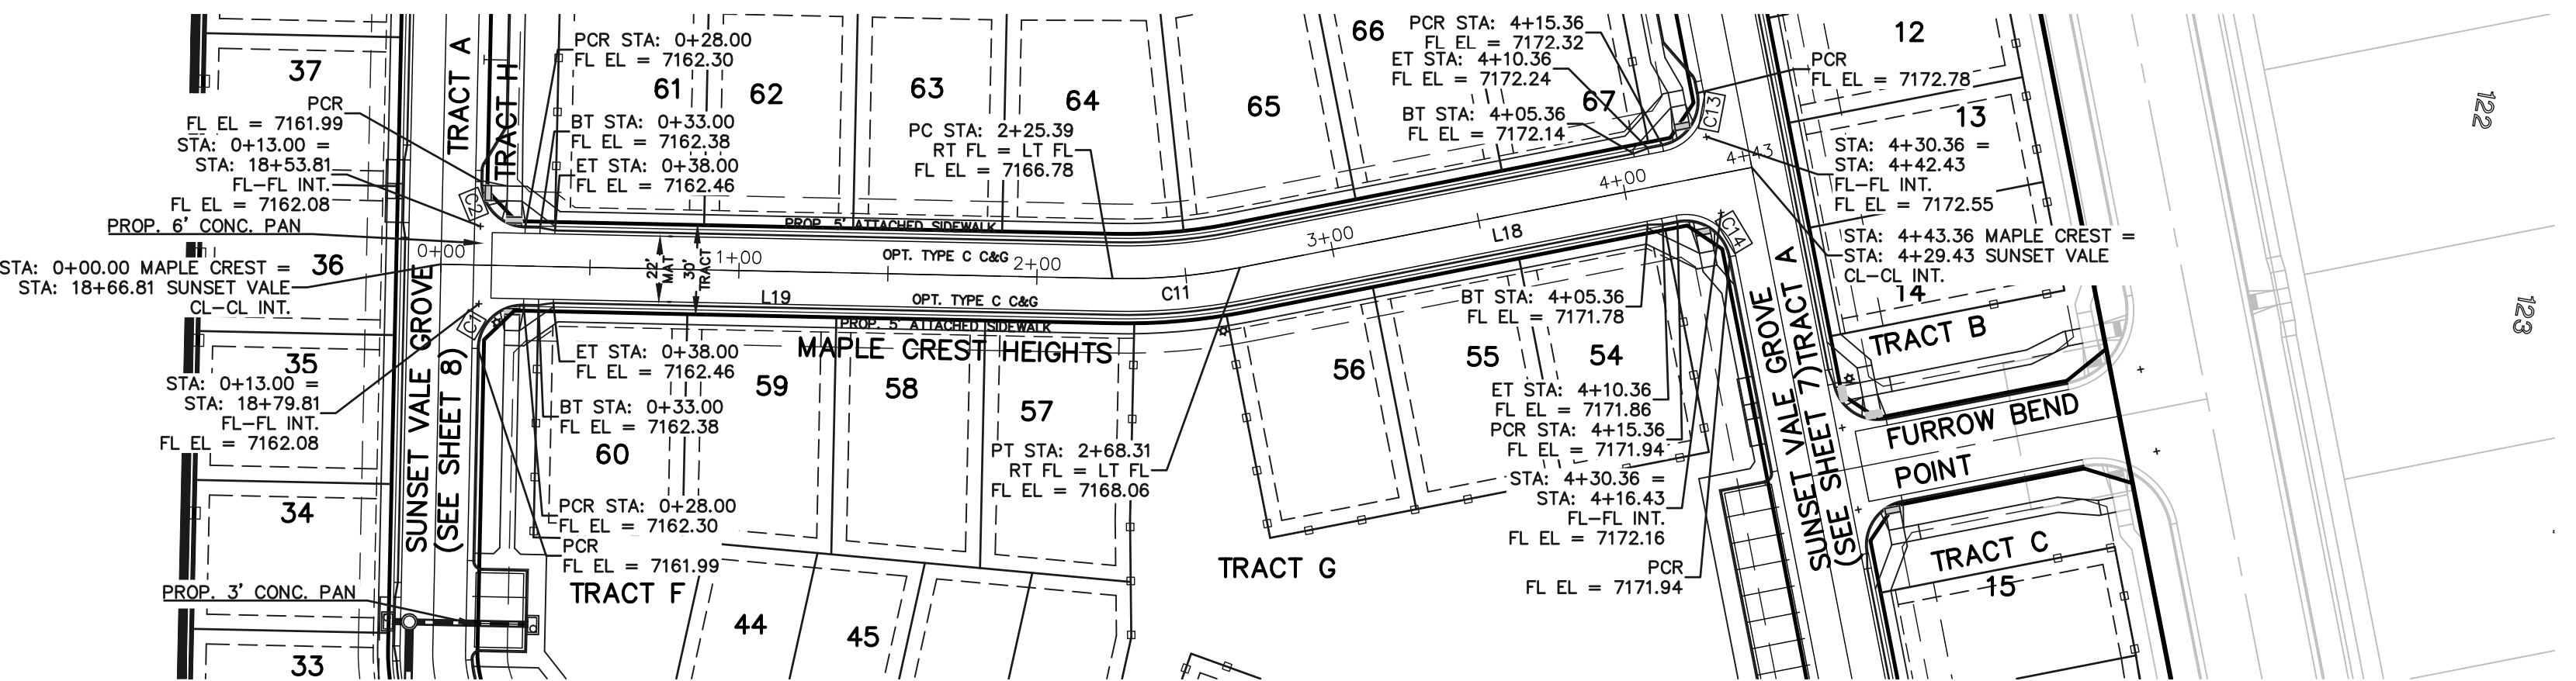 37
TRACT A
TRACT H
PCR STA: 0+28.00
FL EL = 7162.30
61
62
63
64
65
66
67
BT STA: 0+33.00
FL EL = 7162.38
ET STA: 0+38.00
FL EL = 7162.46
PCR
FL EL = 7161.99
STA: 0+13.00 =
STA: 18+53.81
FL-FL INT.
FL EL = 7162.08
PROP. 6' CONC. PAN
C2
PC STA: 2+25.39
RT FL = LT FL
FL EL = 7166.78
PCR STA: 4+15.36
FL EL = 7172.32
ET STA: 4+10.36
FL EL = 7172.24
BT STA: 4+05.36
FL EL = 7172.14
C13
12
PCR
FL EL = 7172.78
13
STA: 4+30.36 =
STA: 4+42.43
FL-FL INT.
FL EL = 7172.55
STA: 4+43.36 MAPLE CREST =
STA: 4+29.43 SUNSET VALE
CL-CL INT.
14
122
123
36
STA: 0+00.00 MAPLE CREST =
STA: 18+66.81 SUNSET VALE
CL-CL INT.
0+00
1+00
2+00
3+00
4+00
4+43
PROP. 5' ATTACHED SIDEWALK
OPT. TYPE C C&G
22'
MAT
30'
TRACT
L19
OPT. TYPE C C&G
C11
L18
C14
PROP. 5' ATTACHED SIDEWALK
MAPLE CREST HEIGHTS
C1
35
STA: 0+13.00 =
STA: 18+79.81
FL-FL INT.
FL EL = 7162.08
SUNSET VALE GROVE
(SEE SHEET 8)
ET STA: 0+38.00
FL EL = 7162.46
BT STA: 0+33.00
FL EL = 7162.38
60
59
58
57
56
55
54
PCR STA: 0+28.00
FL EL = 7162.30
PCR
FL EL = 7161.99
TRACT F
PT STA: 2+68.31
RT FL = LT FL
FL EL = 7168.06
BT STA: 4+05.36
FL EL = 7171.78
ET STA: 4+10.36
FL EL = 7171.86
PCR STA: 4+15.36
FL EL = 7171.94
STA: 4+30.36 =
STA: 4+16.43
FL-FL INT.
FL EL = 7172.16
PCR
FL EL = 7171.94
TRACT G
SUNSET VALE GROVE
(SEE SHEET 7)
TRACT A
TRACT B
FURROW BEND
POINT
TRACT C
15
34
PROP. 3' CONC. PAN
33
44
45